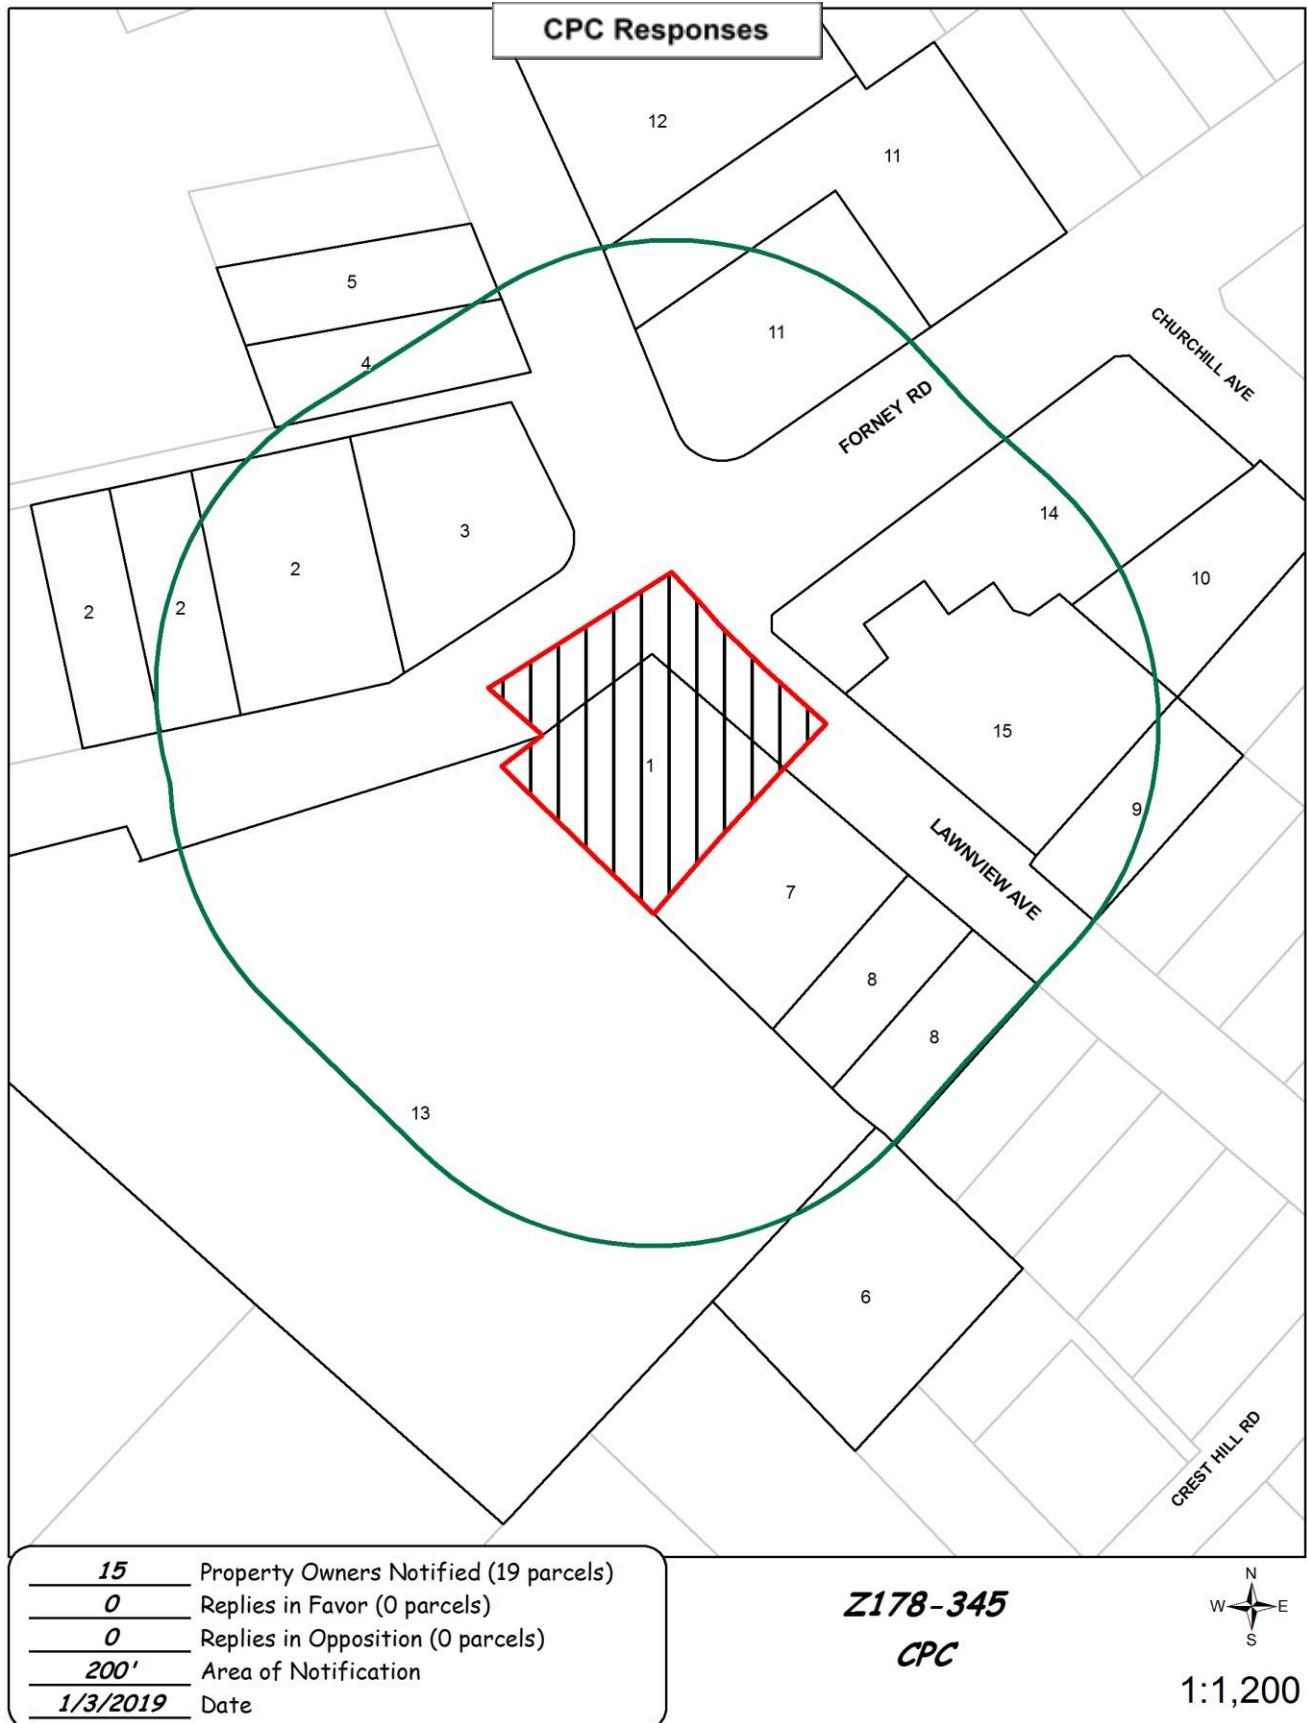 CPC Responses
12
11
5
11
CHURCHILL AVE
4
FORNEY RD
14
3
2
10
2
2
15
1
9
LAWNVIEW AVE
7
8
8
13
6
CREST HILL RD
15 Property Owners Notified (19 parcels)
0 Replies in Favor (0 parcels)
0 Replies in Opposition (0 parcels)
200' Area of Notification
1/3/2019 Date
Z178-345
CPC
N
W E
S
1:1,200